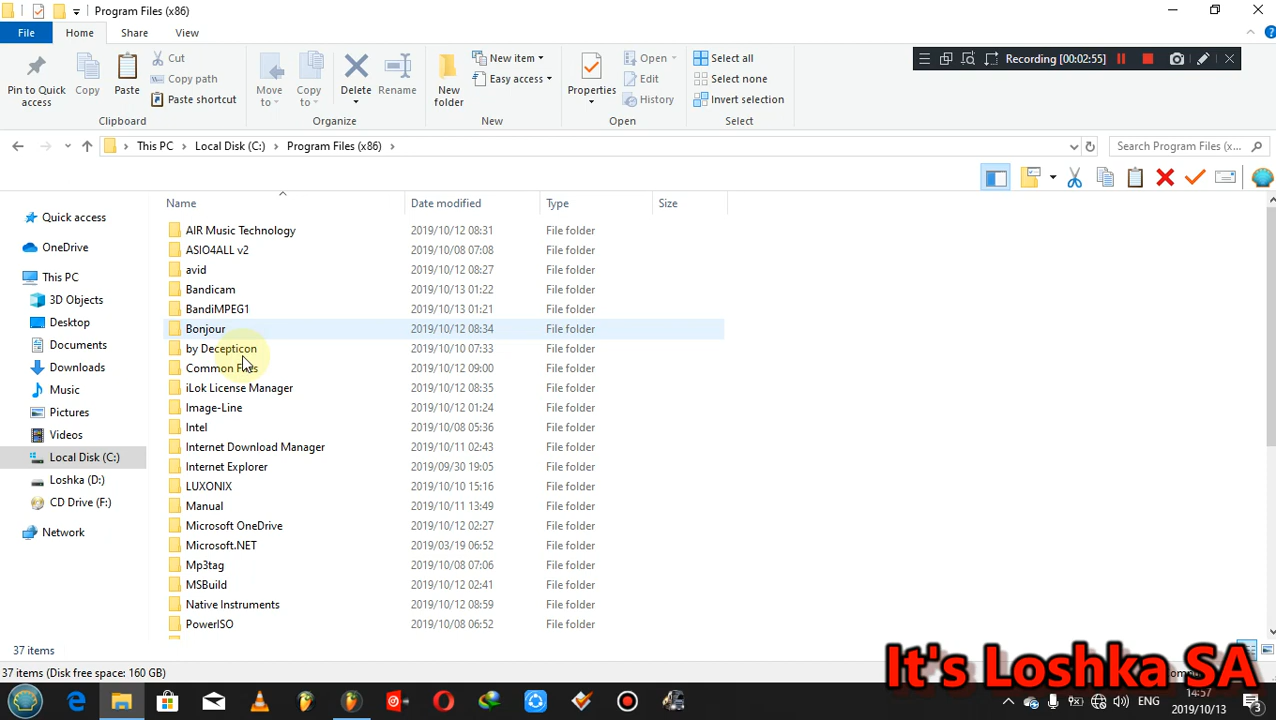 Program Files (x86)
File Home Share View
Pin to Quick access
Copy
Paste
Cut
Copy path
Paste shortcut
Clipboard
Move to
Copy to
Delete
Rename
Organize
New folder
New item
Easy access
New
Properties
Open
Edit
History
Open
Select all
Select none
Invert selection
Select
Recording [00:02:55]
This PC > Local Disk (C:) > Program Files (x86) >
Search Program Files (x...
Name Date modified Type Size
Quick access
OneDrive
This PC
3D Objects
Desktop
Documents
Downloads
Music
Pictures
Videos
Local Disk (C:)
Loshka (D:)
CD Drive (F:)
Network
AIR Music Technology 2019/10/12 08:31 File folder
ASIO4ALL v2 2019/10/08 07:08 File folder
avid 2019/10/12 08:27 File folder
Bandicam 2019/10/13 01:22 File folder
BandiMPEG1 2019/10/13 01:21 File folder
Bonjour 2019/10/12 08:34 File folder
by Decepticon 2019/10/10 07:33 File folder
Common Files 2019/10/12 09:00 File folder
iLok License Manager 2019/10/12 08:35 File folder
Image-Line 2019/10/12 01:24 File folder
Intel 2019/10/08 05:36 File folder
Internet Download Manager 2019/10/11 02:43 File folder
Internet Explorer 2019/09/30 19:05 File folder
LUXONIX 2019/10/10 15:16 File folder
Manual 2019/10/11 13:49 File folder
Microsoft OneDrive 2019/10/12 02:27 File folder
Microsoft.NET 2019/03/19 06:52 File folder
Mp3tag 2019/10/08 07:06 File folder
MSBuild 2019/10/12 02:41 File folder
Native Instruments 2019/10/12 08:59 File folder
PowerISO 2019/10/08 06:52 File folder
37 items
37 items (Disk free space: 160 GB)
It's Loshka SA
ENG
14:57
2019/10/13
3